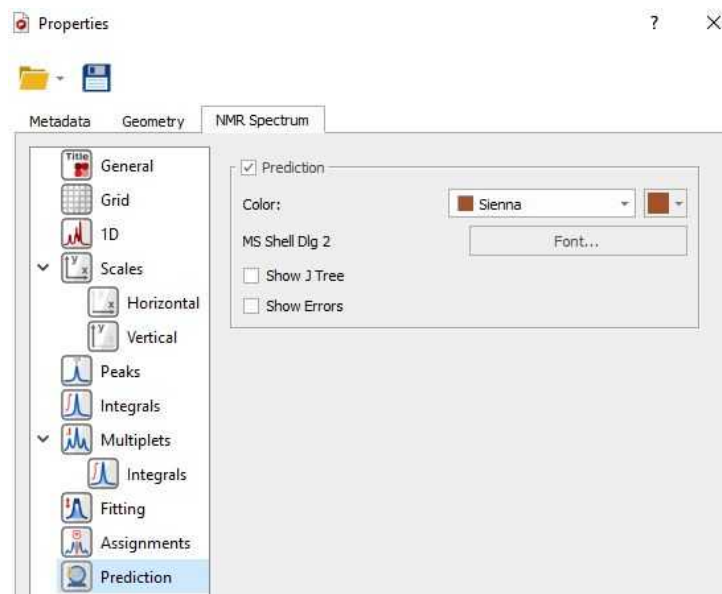 Properties
?
Metadata
Geometry
NMR Spectrum
Title
General
Grid
1D
y x
Scales
x
Horizontal
y
Vertical
Peaks
Integrals
Multiplets
Integrals
Fitting
Assignments
Prediction
Prediction
Color:
Sienna
MS Shell Dlg 2
Font...
Show J Tree
Show Errors